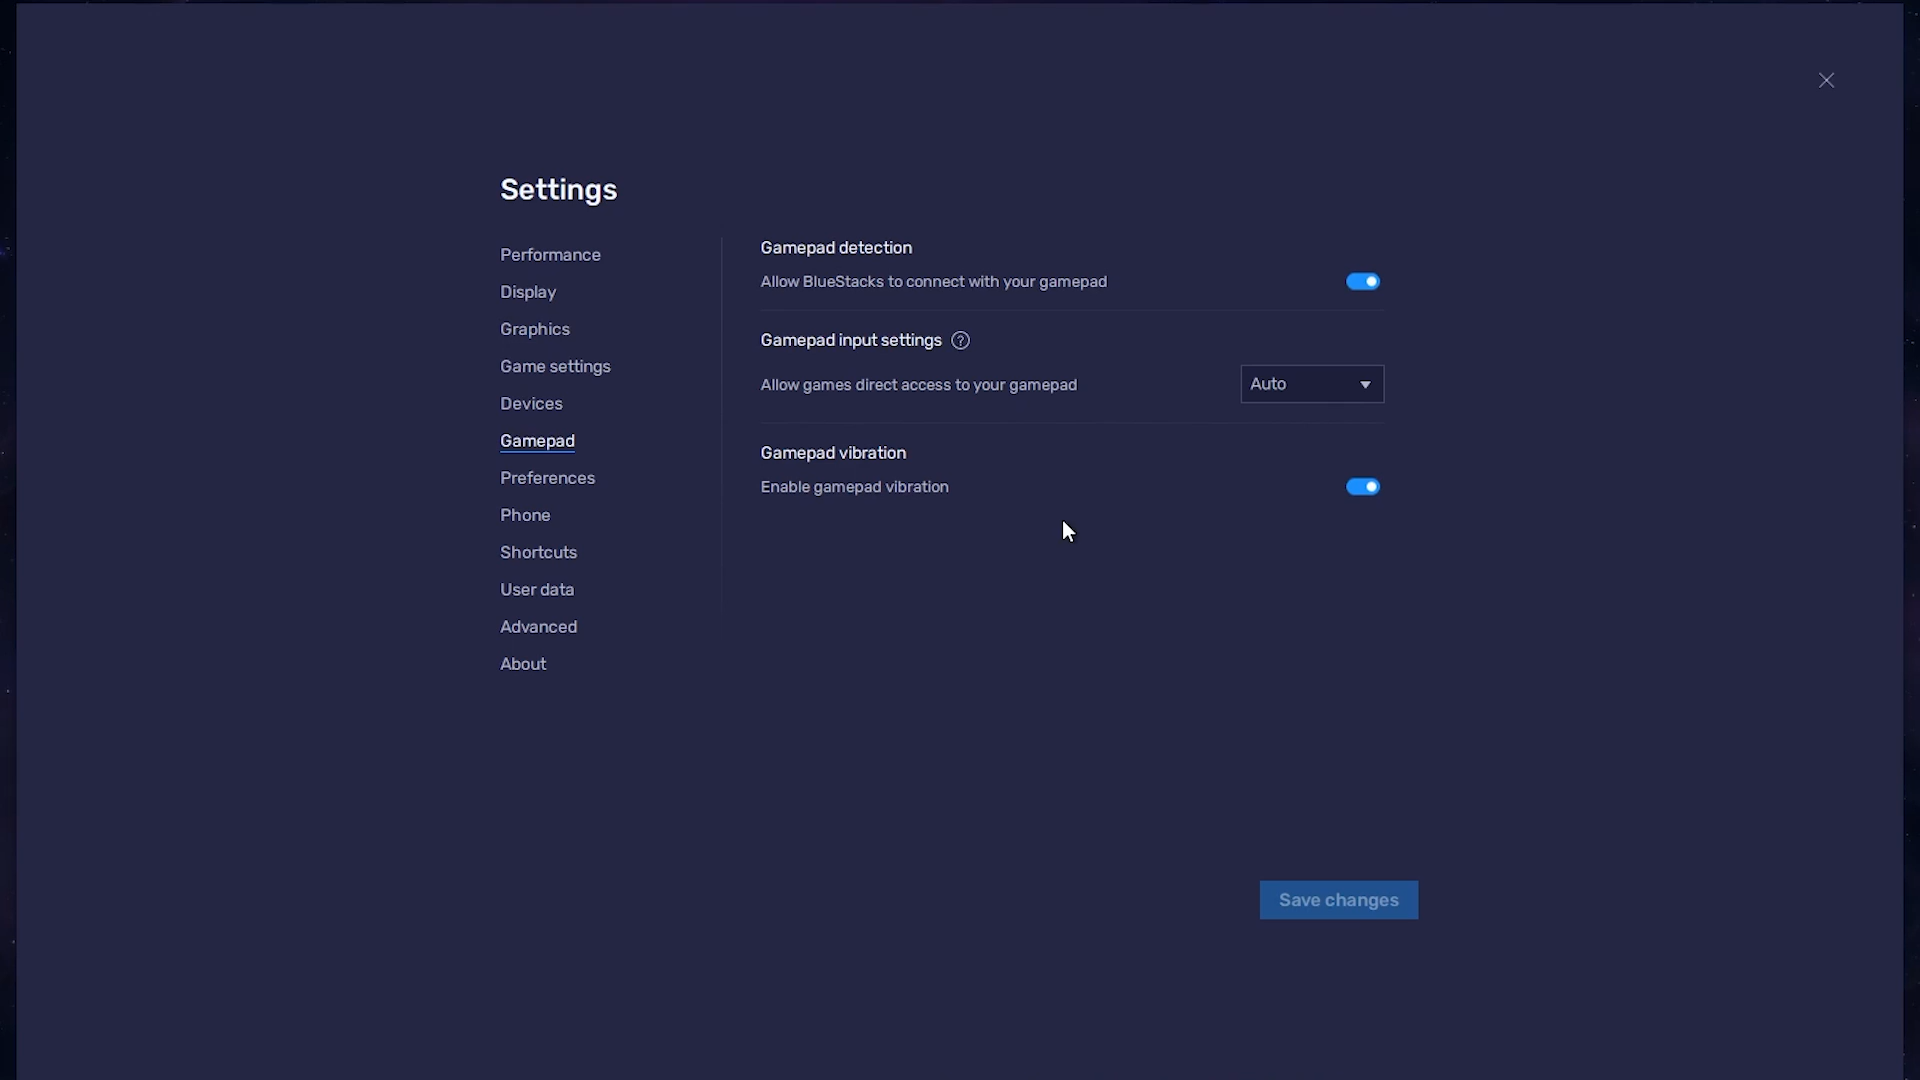 Settings
Performance
Display
Graphics
Game settings
Devices
Gamepad
Preferences
Phone
Shortcuts
User data
Advanced
About
Gamepad detection
Allow BlueStacks to connect with your gamepad
Gamepad input settings ?
Allow games direct access to your gamepad
Auto
Gamepad vibration
Enable gamepad vibration
Save changes